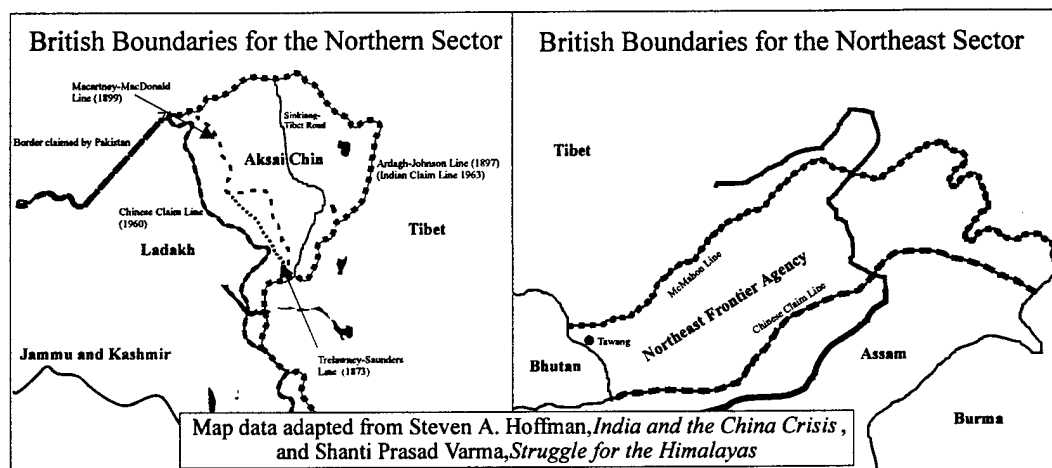 British Boundaries for the Northern Sector
Macartney-MacDonald
Line (1899)
Sinkiang-
Tibet Road
Border claimed by Pakistan
Aksai Chin
Ardagh-Johnson Line (1897)
(Indian Claim Line 1963)
Chinese Claim Line
(1960)
Tibet
Ladakh
Jammu and Kashmir
Trelawney-Saunders
Line (1873)
British Boundaries for the Northeast Sector
Tibet
McMahon Line
Northeast Frontier Agency
Chinese Claim Line
Tawang
Bhutan
Assam
Burma
Map data adapted from Steven A. Hoffman, India and the China Crisis ,
and Shanti Prasad Varma, Struggle for the Himalayas